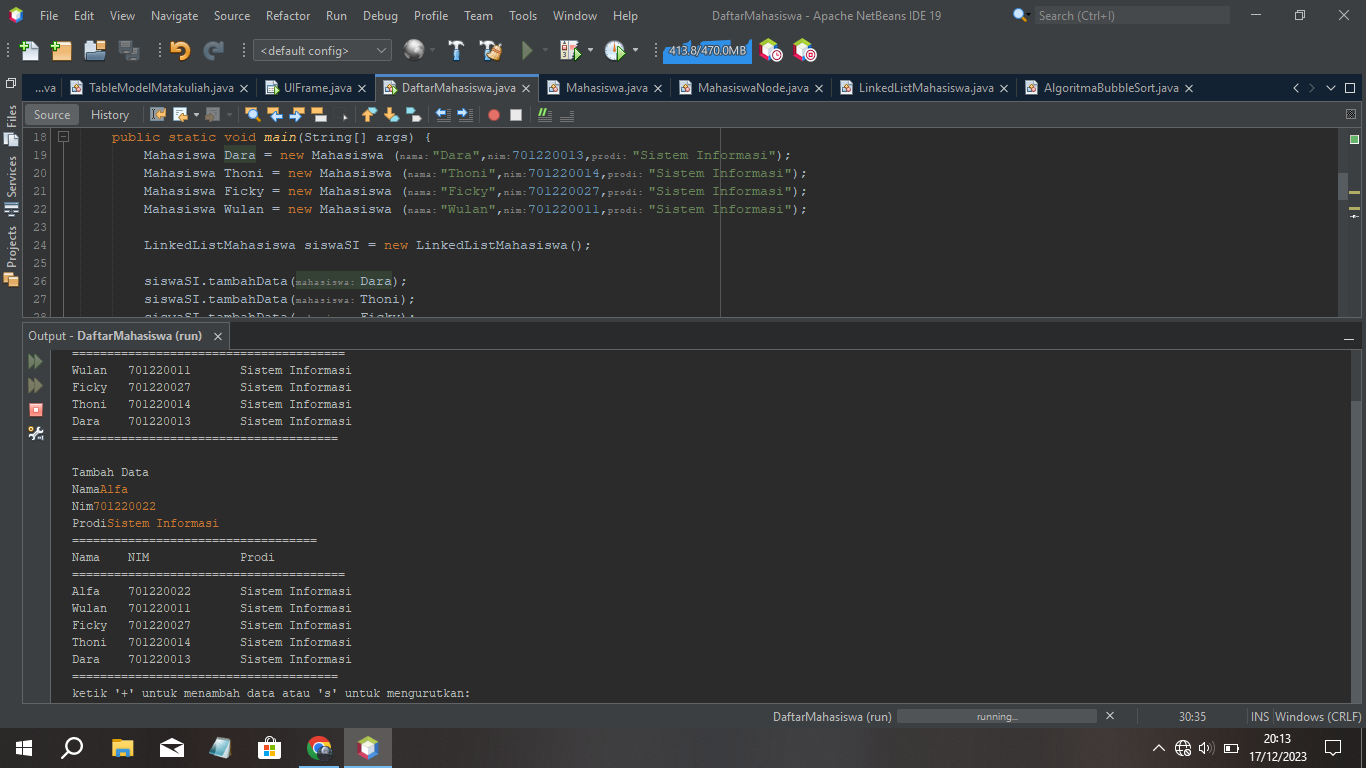 File Edit View Navigate Source Refactor Run Debug Profile Team Tools Window Help DaftarMahasiswa - Apache NetBeans IDE 19 Search (Ctrl+I)
<default config> 413.8/470.0MB
...va TableModelMatakuliah.java UIFrame.java DaftarMahasiswa.java Mahasiswa.java MahasiswaNode.java LinkedListMahasiswa.java AlgoritmaBubbleSort.java
Source History
Files
Services
Projects
18 public static void main(String[] args) {
19 Mahasiswa Dara = new Mahasiswa (nama: "Dara",nim:701220013,prodi: "Sistem Informasi");
20 Mahasiswa Thoni = new Mahasiswa (nama: "Thoni",nim:701220014,prodi: "Sistem Informasi");
21 Mahasiswa Ficky = new Mahasiswa (nama: "Ficky",nim:701220027,prodi: "Sistem Informasi");
22 Mahasiswa Wulan = new Mahasiswa (nama: "Wulan",nim:701220011,prodi: "Sistem Informasi");
23
24 LinkedListMahasiswa siswaSI = new LinkedListMahasiswa();
25
26 siswaSI.tambahData(mahasiswa: Dara);
27 siswaSI.tambahData(mahasiswa: Thoni);
Output - DaftarMahasiswa (run)
=======================================
Wulan 701220011 Sistem Informasi
Ficky 701220027 Sistem Informasi
Thoni 701220014 Sistem Informasi
Dara 701220013 Sistem Informasi
======================================
Tambah Data
NamaAlfa
Nim701220022
ProdiSistem Informasi
===================================
Nama NIM Prodi
=======================================
Alfa 701220022 Sistem Informasi
Wulan 701220011 Sistem Informasi
Ficky 701220027 Sistem Informasi
Thoni 701220014 Sistem Informasi
Dara 701220013 Sistem Informasi
======================================
ketik '+' untuk menambah data atau 's' untuk mengurutkan:
DaftarMahasiswa (run) running... 30:35 INS Windows (CRLF)
20:13
17/12/2023